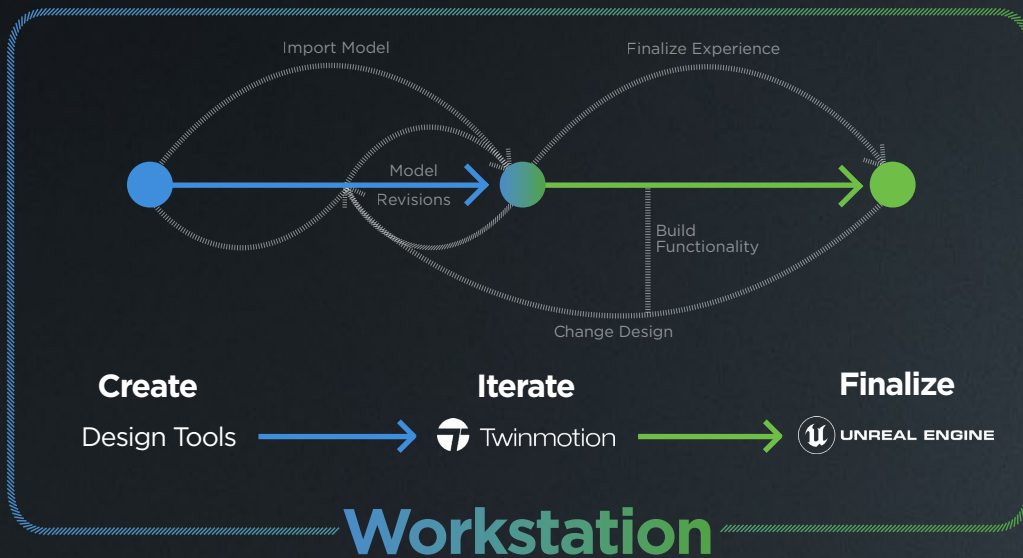 Import Model
Finalize Experience
Model
Revisions
Build
Functionality
Change Design
Create
Iterate
Finalize
Design Tools
Twinmotion
UNREAL ENGINE
Workstation